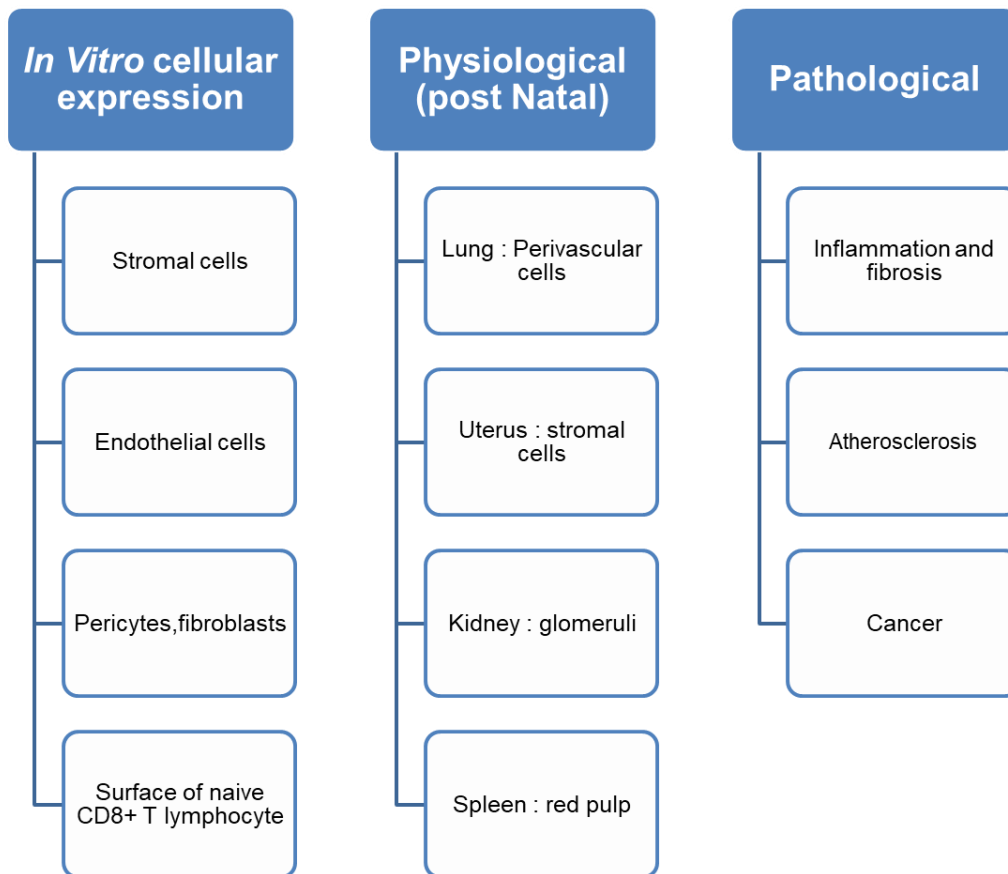 In Vitro cellular
expression
Stromal cells
Endothelial cells
Pericytes,fibroblasts
Surface of naive
CD8+ T lymphocyte
Physiological
(post Natal)
Lung : Perivascular
cells
Uterus : stromal
cells
Kidney : glomeruli
Spleen : red pulp
Pathological
Inflammation and
fibrosis
Atherosclerosis
Cancer